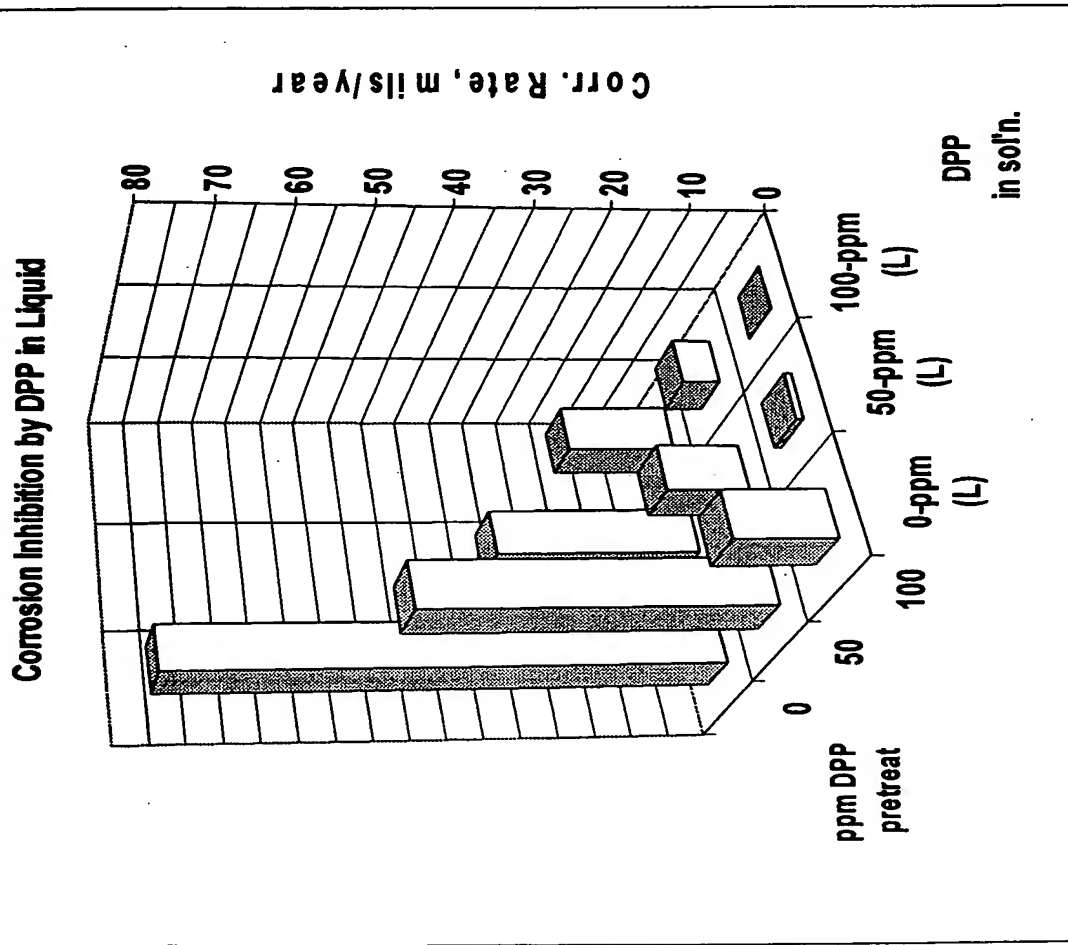 Corrosion Inhibition by DPP in Liquid
Corr. Rate, mils/year
80
70
60
50
40
30
20
10
0
100-ppm
(L)
50-ppm
(L)
0-ppm
(L)
DPP
in sol'n.
100
50
0
ppm DPP
pretreat